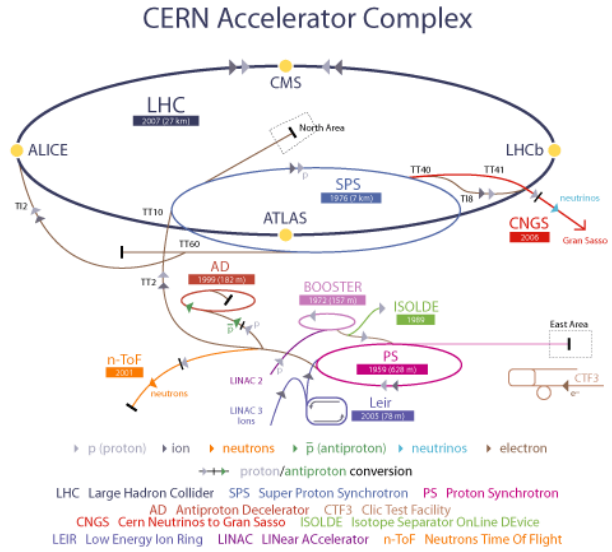 CERN Accelerator Complex
CMS
LHC
2007 (27 km)
North Area
ALICE
LHCb
TT40
TT41
SPS
1976 (7 km)
TI8
TI2
TT10
ATLAS
CNGS
2006
neutrinos
Gran Sasso
TT60
AD
1999 (182 m)
TT2
BOOSTER
1972 (157 m)
ISOLDE
1989
East Area
p
p
p̅
n-ToF
2001
neutrons
LINAC 2
PS
1959 (628 m)
CTF3
e-
LINAC 3
Ions
Leir
2005 (78 m)
p (proton) ion neutrons p̅ (antiproton) neutrinos electron
proton/antiproton conversion
LHC Large Hadron Collider SPS Super Proton Synchrotron PS Proton Synchrotron
AD Antiproton Decelerator CTF3 Clic Test Facility
CNGS Cern Neutrinos to Gran Sasso ISOLDE Isotope Separator OnLine DEvice
LEIR Low Energy Ion Ring LINAC LINear ACcelerator n-ToF Neutrons Time Of Flight